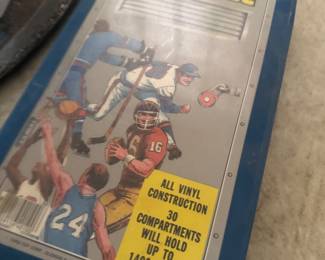 16
24
ALL VINYL
CONSTRUCTION
30
COMPARTMENTS
WILL HOLD
UP TO